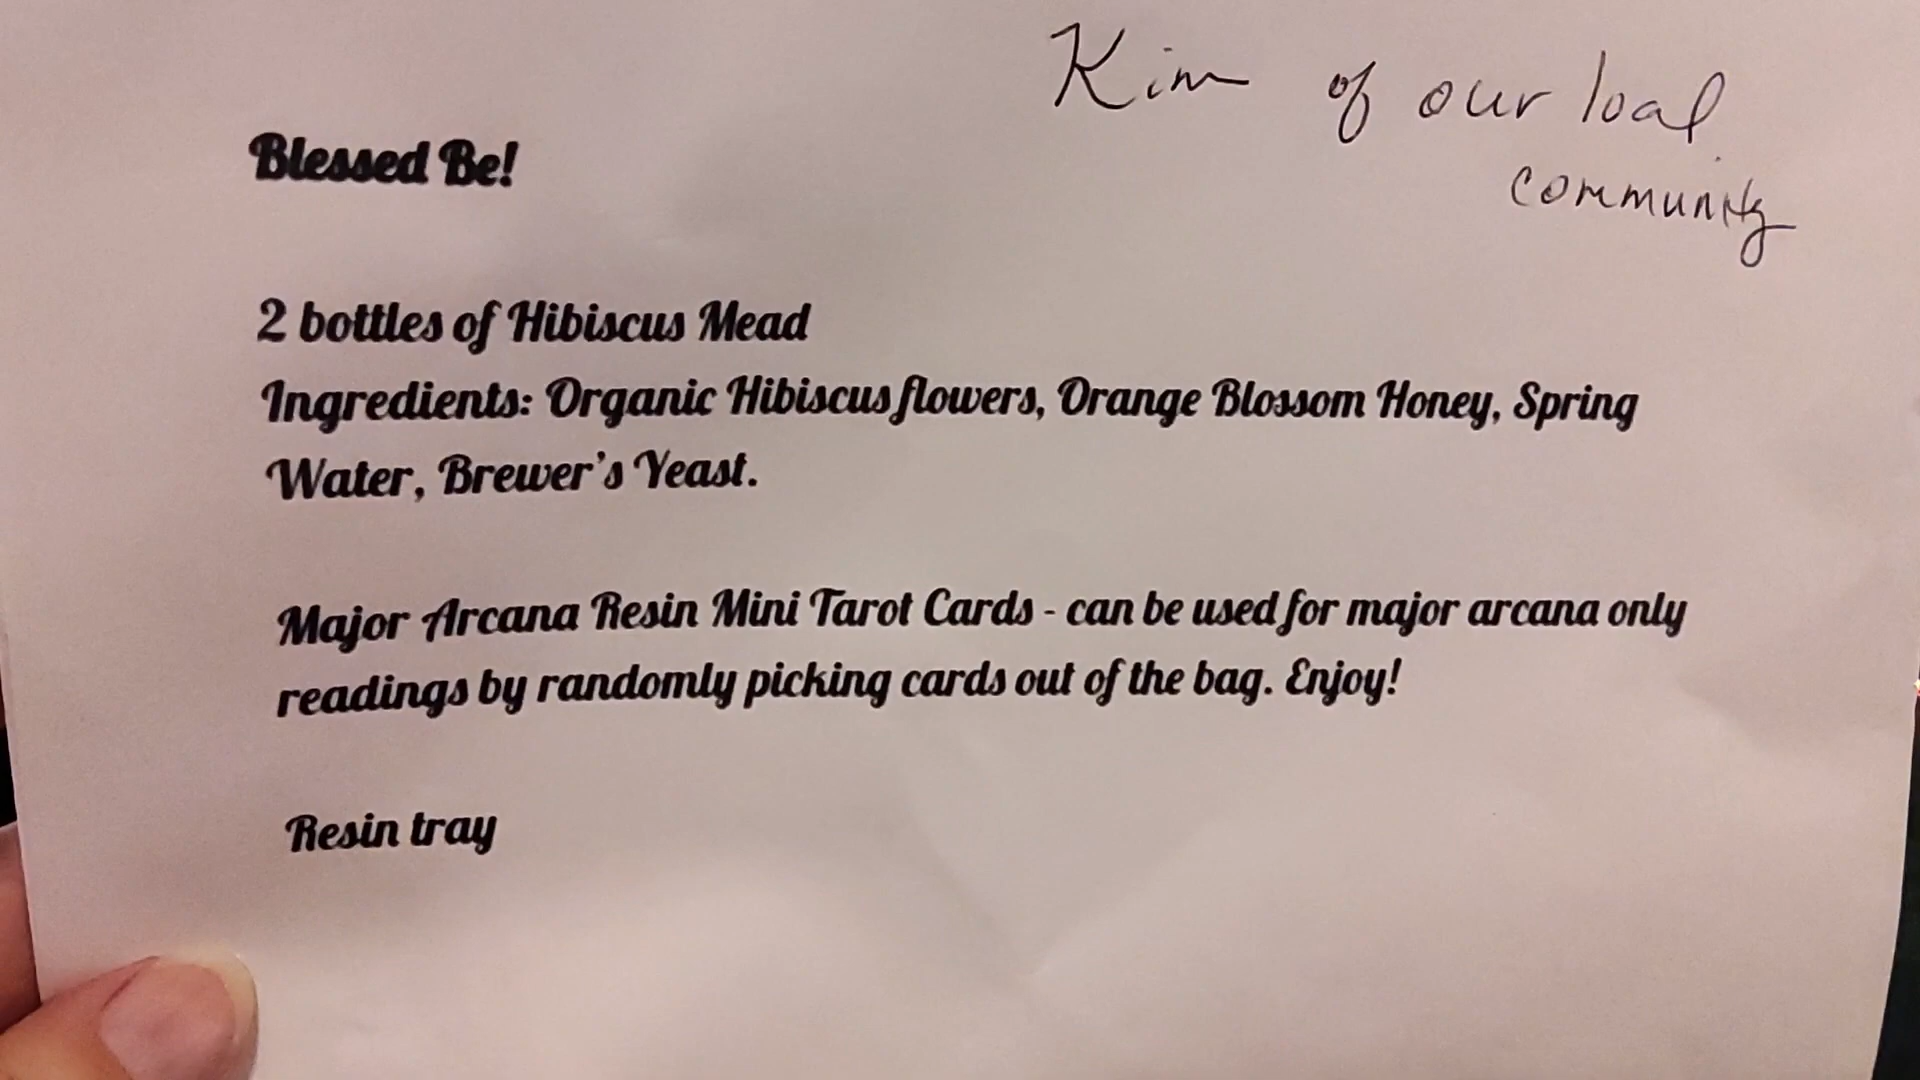 Kim of our loal
community
Blessed Be!
2 bottles of Hibiscus Mead
Ingredients: Organic Hibiscus flowers, Orange Blossom Honey, Spring
Water, Brewer's Yeast.
Major Arcana Resin Mini Tarot Cards - can be used for major arcana only
readings by randomly picking cards out of the bag. Enjoy!
Resin tray